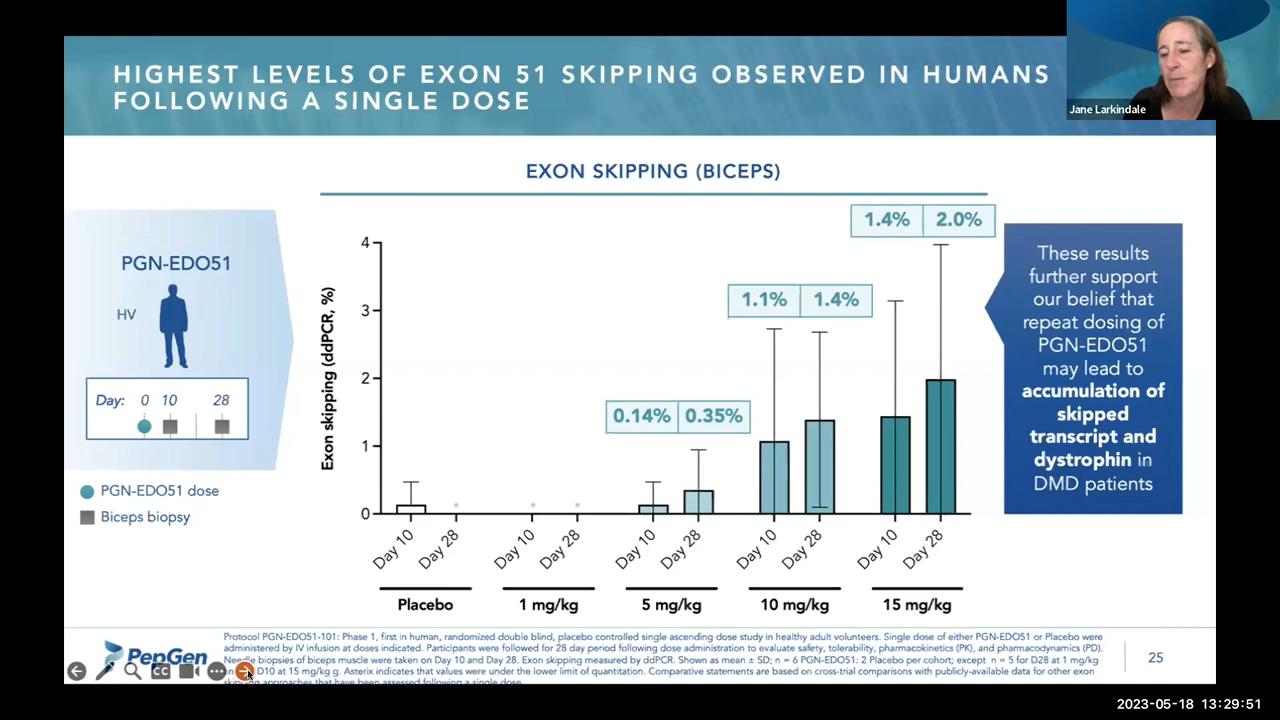 HIGHEST LEVELS OF EXON 51 SKIPPING OBSERVED IN HUMANS
FOLLOWING A SINGLE DOSE
Jane Larkindale
EXON SKIPPING (BICEPS)
PGN-EDO51
HV
Day: 0 10 28
PGN-EDO51 dose
Biceps biopsy
Exon skipping (ddPCR, %)
4
3
2
1
0
0.14% 0.35%
1.1% 1.4%
1.4% 2.0%
Day 10
Day 28
Day 10
Day 28
Day 10
Day 28
Day 10
Day 28
Day 10
Day 28
Placebo
1 mg/kg
5 mg/kg
10 mg/kg
15 mg/kg
These results
further support
our belief that
repeat dosing of
PGN-EDO51
may lead to
accumulation of
skipped
transcript and
dystrophin in
DMD patients
PepGen
CC
Protocol PGN-EDO51-101: Phase 1, first in human, randomized double blind, placebo controlled single ascending dose study in healthy adult volunteers. Single dose of either PGN-EDO51 or Placebo were
administered by IV infusion at doses indicated. Participants were followed for 28 day period following dose administration to evaluate safety, tolerability, pharmacokinetics (PK), and pharmacodynamics (PD).
Needle biopsies of biceps muscle were taken on Day 10 and Day 28. Exon skipping measured by ddPCR. Shown as mean ± SD; n = 6 PGN-EDO51: 2 Placebo per cohort; except n = 5 for D28 at 1 mg/kg
D10 at 15 mg/kg g. Asterix indicates that values were under the lower limit of quantitation. Comparative statements are based on cross-trial comparisons with publicly-available data for other exon
skipping approaches that have been assessed following a single dose.
25
2023-05-18 13:29:51